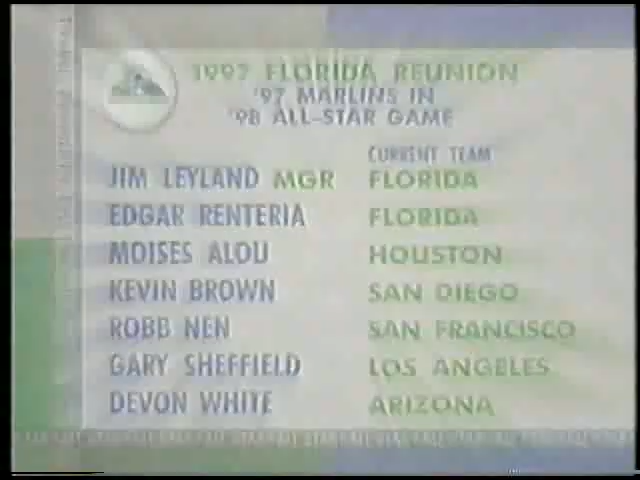 1997 FLORIDA REUNION
'97 MARLINS IN
'98 ALL-STAR GAME
CURRENT TEAM
JIM LEYLAND MGR FLORIDA
EDGAR RENTERIA FLORIDA
MOISES ALOU HOUSTON
KEVIN BROWN SAN DIEGO
ROBB NEN SAN FRANCISCO
GARY SHEFFIELD LOS ANGELES
DEVON WHITE ARIZONA